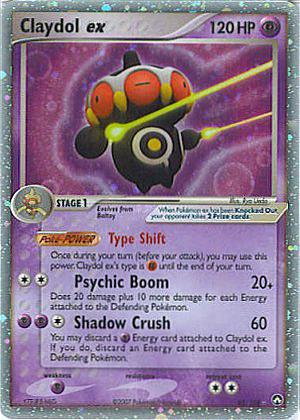 Claydol ex 120 HP
Illus. Ryo Ueda
STAGE 1
Evolves from
Baltoy
When Pokémon-ex has been Knocked Out,
your opponent takes 2 Prize cards.
Poké-POWER Type Shift
Once during your turn (before your attack), you may use this
power. Claydol ex's type is until the end of your turn.
Psychic Boom 20+
Does 20 damage plus 10 more damage for each Energy
attached to the Defending Pokémon.
Shadow Crush 60
You may discard a Energy card attached to Claydol ex.
If you do, discard an Energy card attached to the
Defending Pokémon.
weakness resistance retreat cost
©2007